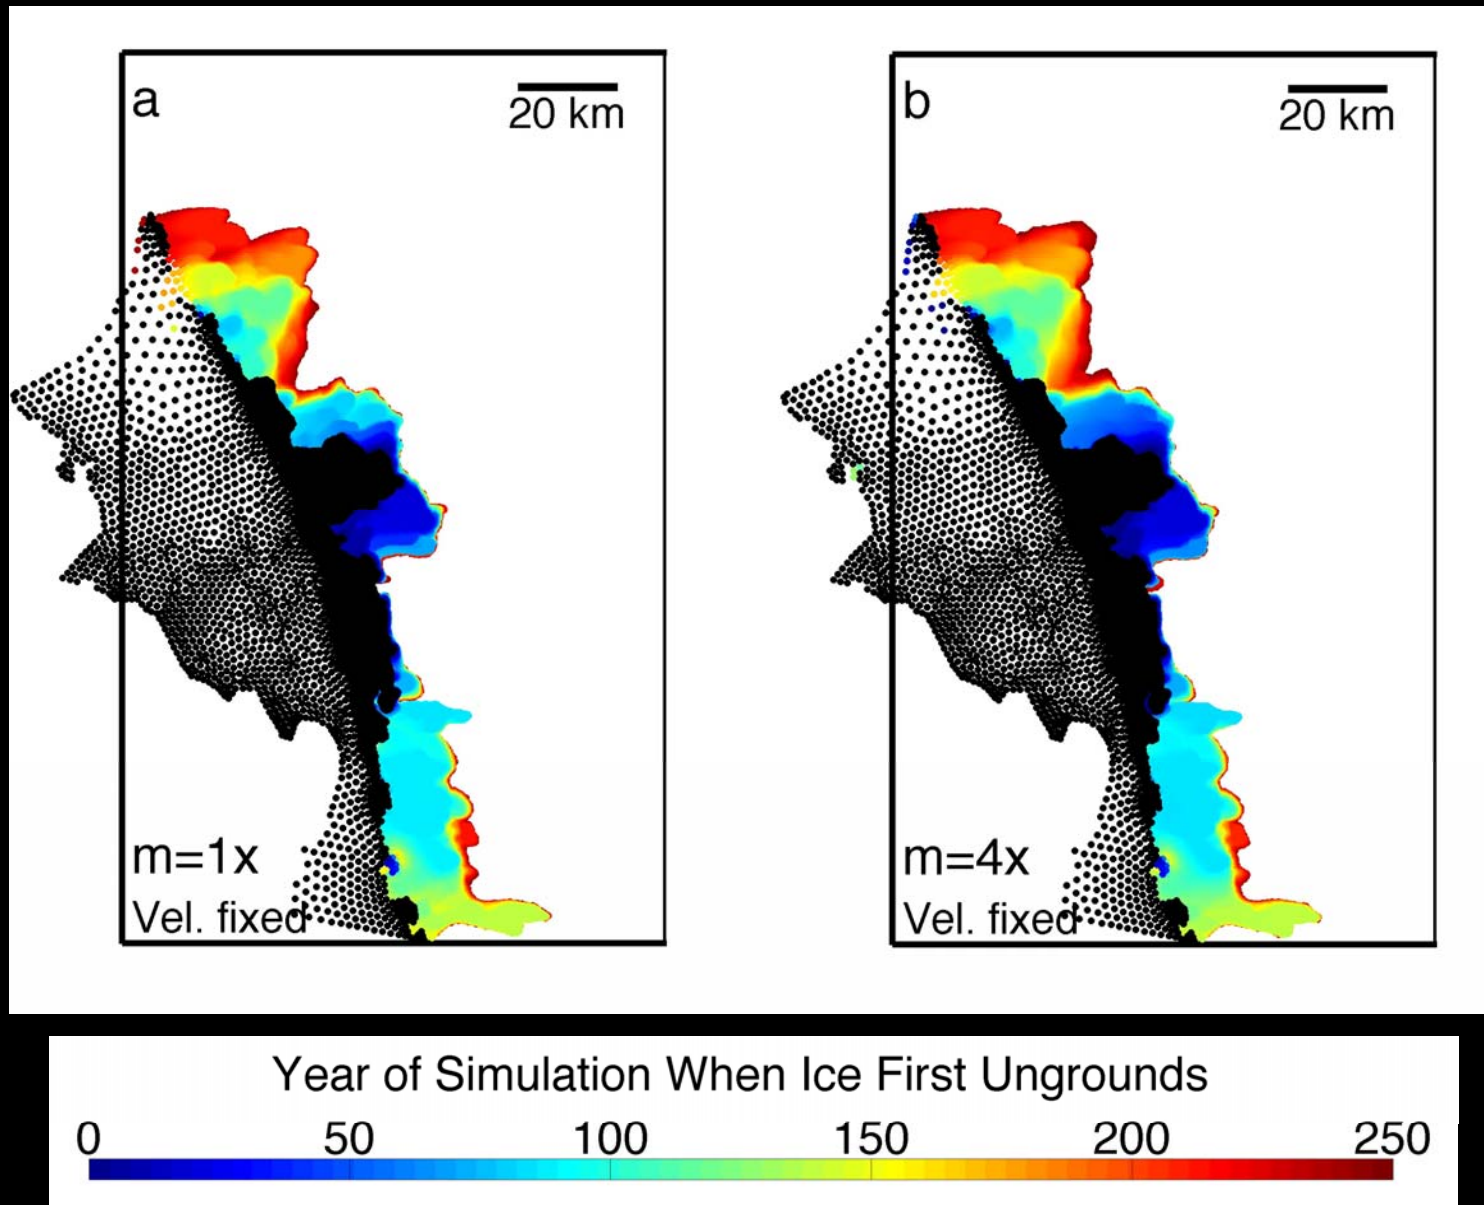 a
20 km
b
20 km
m=1x
Vel. fixed
m=4x
Vel. fixed
Year of Simulation When Ice First Ungrounds
0 50 100 150 200 250